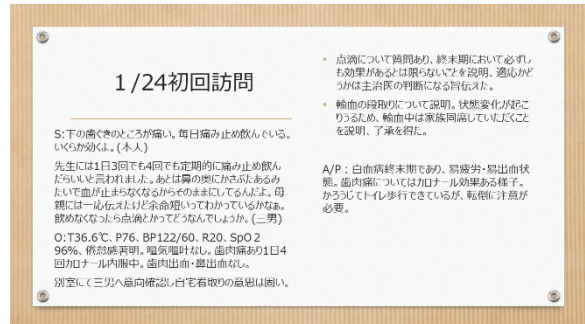 1/24初回訪問
S:下の歯ぐきのところが痛い。毎日痛み止め飲んでいる。
いくらか効くよ。(本人)
先生には1日3回でも4回でも定期的に痛み止め飲ん
だらいいと言われました。あとは鼻の奥にかさぶたあるみ
たいで血が止まらなくなるからそのままにしてるんだよ。母
親には一応伝えたけど余命短いってわかっているかなぁ。
飲めなくなったら点滴とかってどうなんでしょうか。(三男)
O:T36.6℃、P76、BP122/60、R20、SpO2
96%、倦怠感著明。嘔気嘔吐なし。歯肉痛あり1日4
回カロナール内服中。歯肉出血・鼻出血なし。
別室にて三男へ意向確認し自宅看取りの意思は固い。
• 点滴について質問あり、終末期において必ずし
も効果があるとは限らないことを説明、適応かど
うかは主治医の判断になる旨伝えた。
• 輸血の段取りについて説明。状態変化が起こ
りうるため、輸血中は家族同席していただくこと
を説明、了承を得た。
A/P:白血病終末期であり、易疲労・易出血状
態。歯肉痛についてはカロナール効果ある様子。
かろうじてトイレ歩行できているが、転倒に注意が
必要。